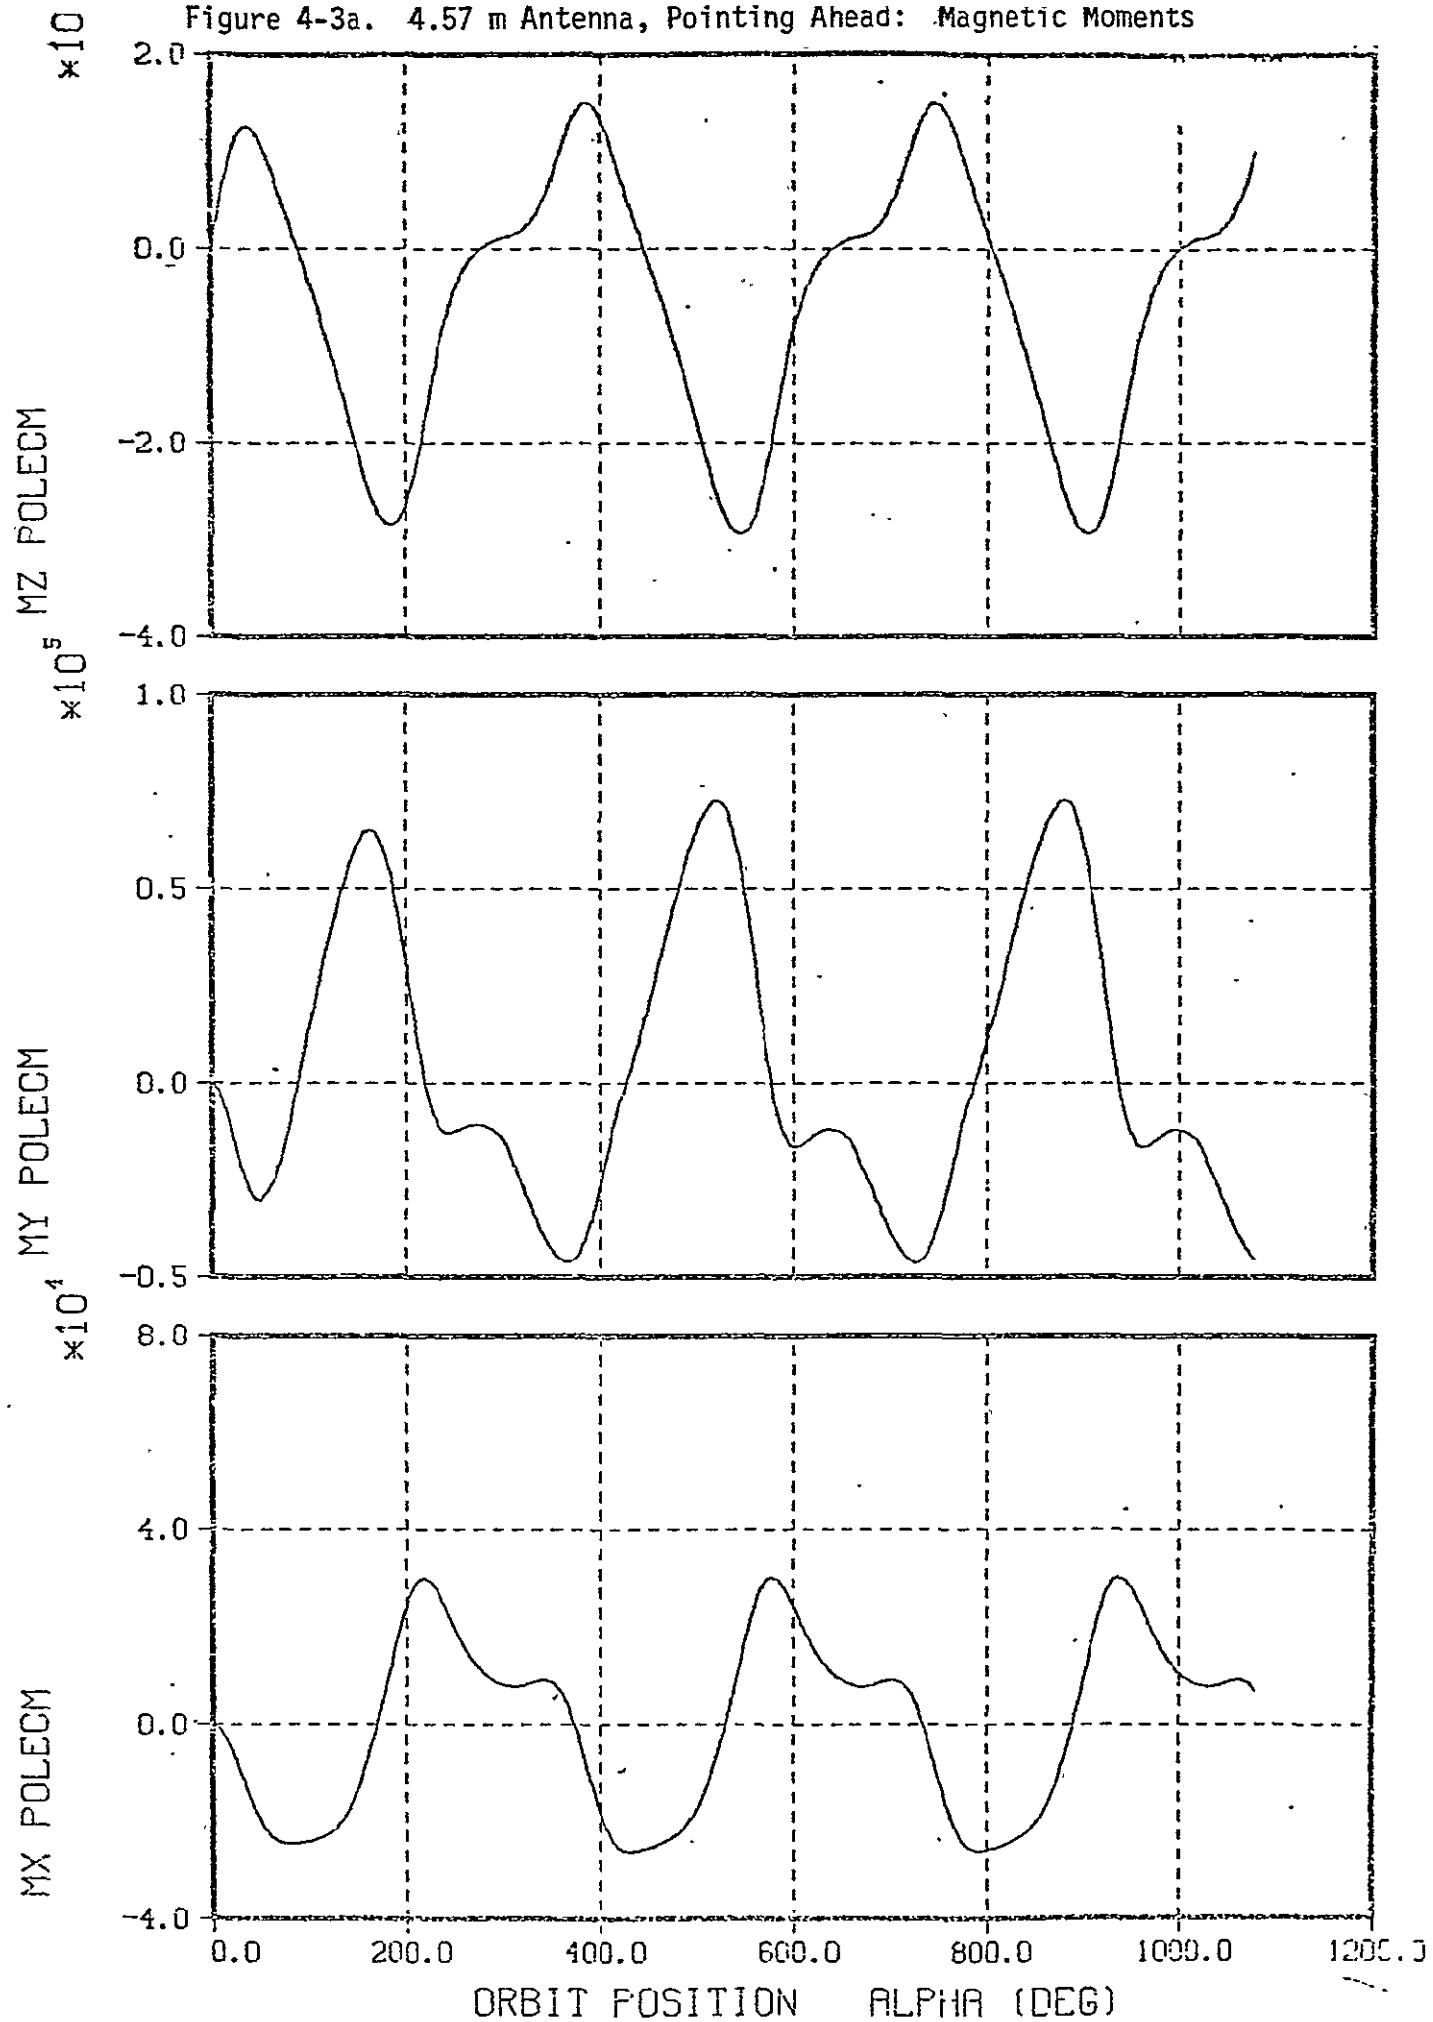 Figure 4-3a. 4.57 m Antenna, Pointing Ahead: Magnetic Moments
*10
2.0
0.0
-2.0
-4.0
MZ POLECM
*10⁵
1.0
0.5
0.0
-0.5
MY POLECM
*10⁴
8.0
4.0
0.0
-4.0
MX POLECM
0.0 200.0 400.0 600.0 800.0 1000.0
ORBIT POSITION ALPHA (DEG)